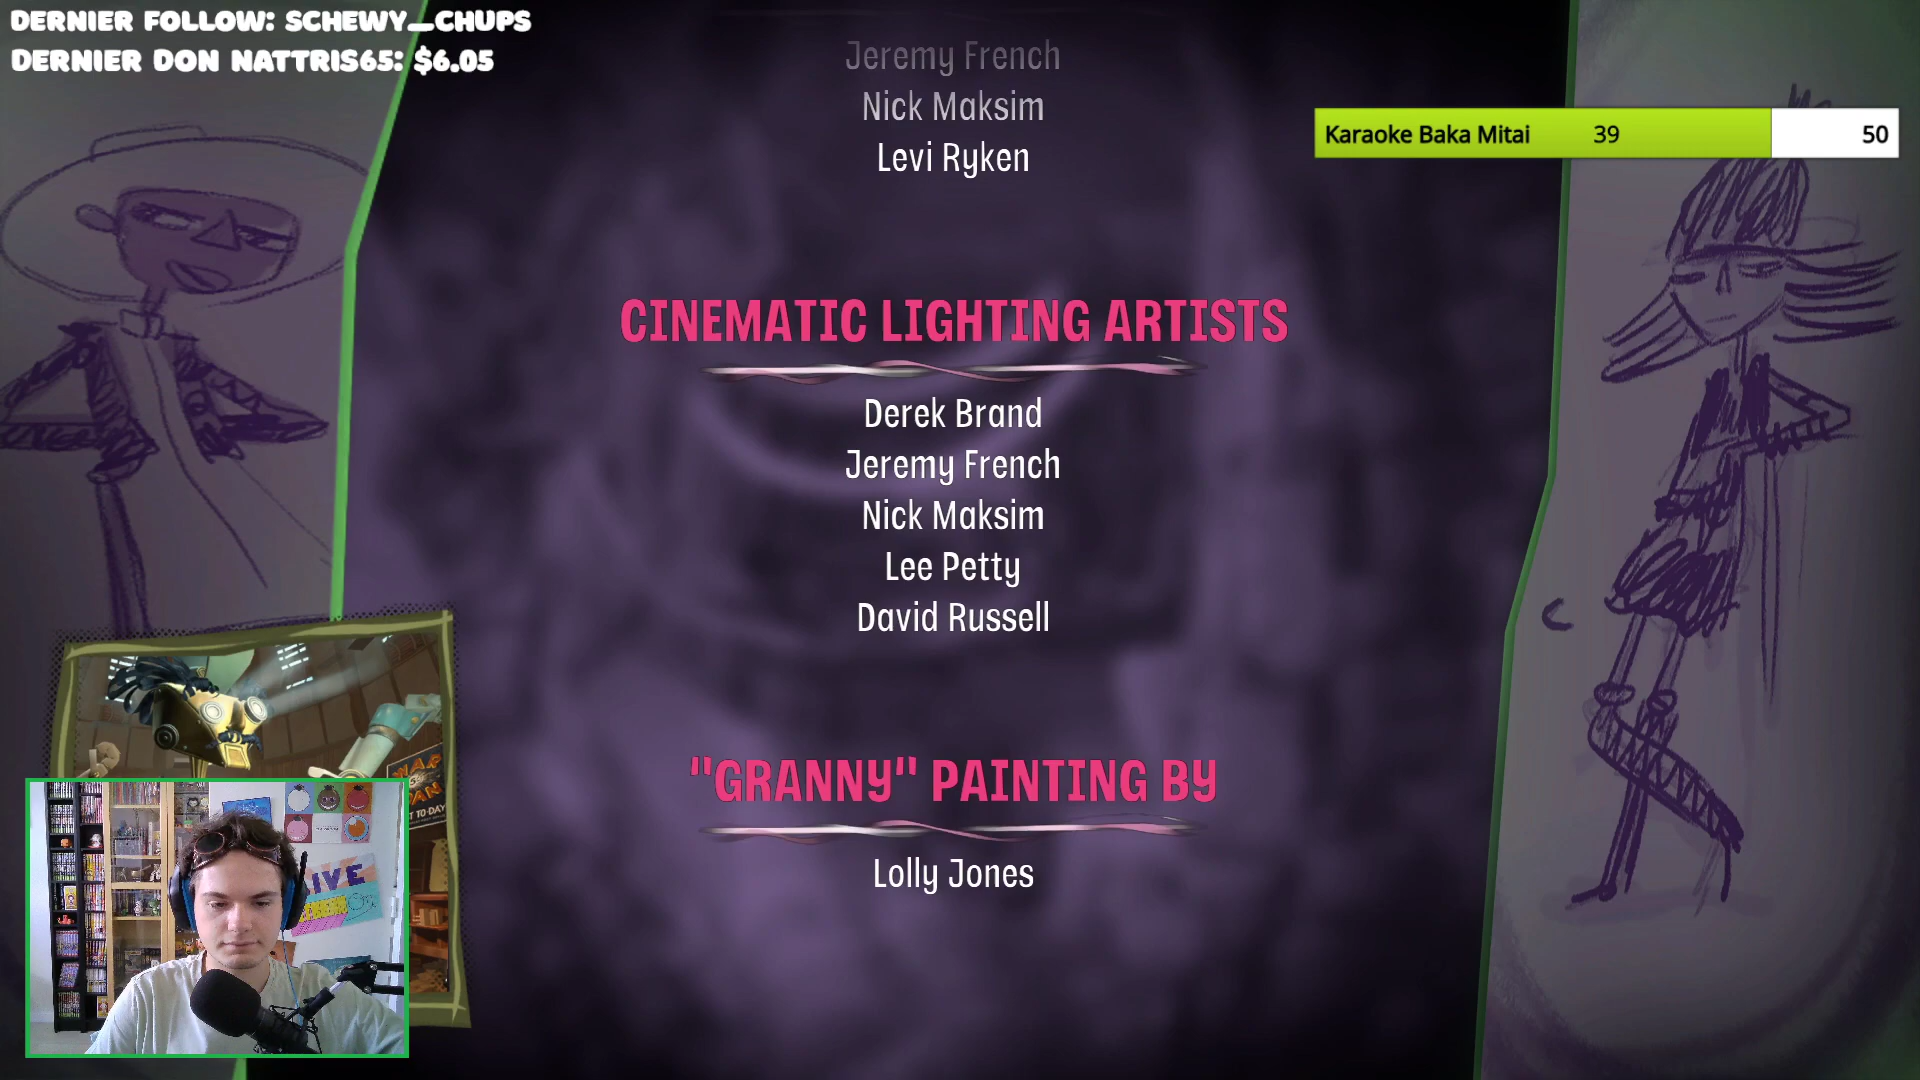 DERNIER FOLLOW: SCHEWY_CHUPS
DERNIER DON NATTRIS65: $6.05
Jeremy French
Nick Maksim
Levi Ryken
Karaoke Baka Mitai 39 50
CINEMATIC LIGHTING ARTISTS
Derek Brand
Jeremy French
Nick Maksim
Lee Petty
David Russell
"GRANNY" PAINTING BY
Lolly Jones